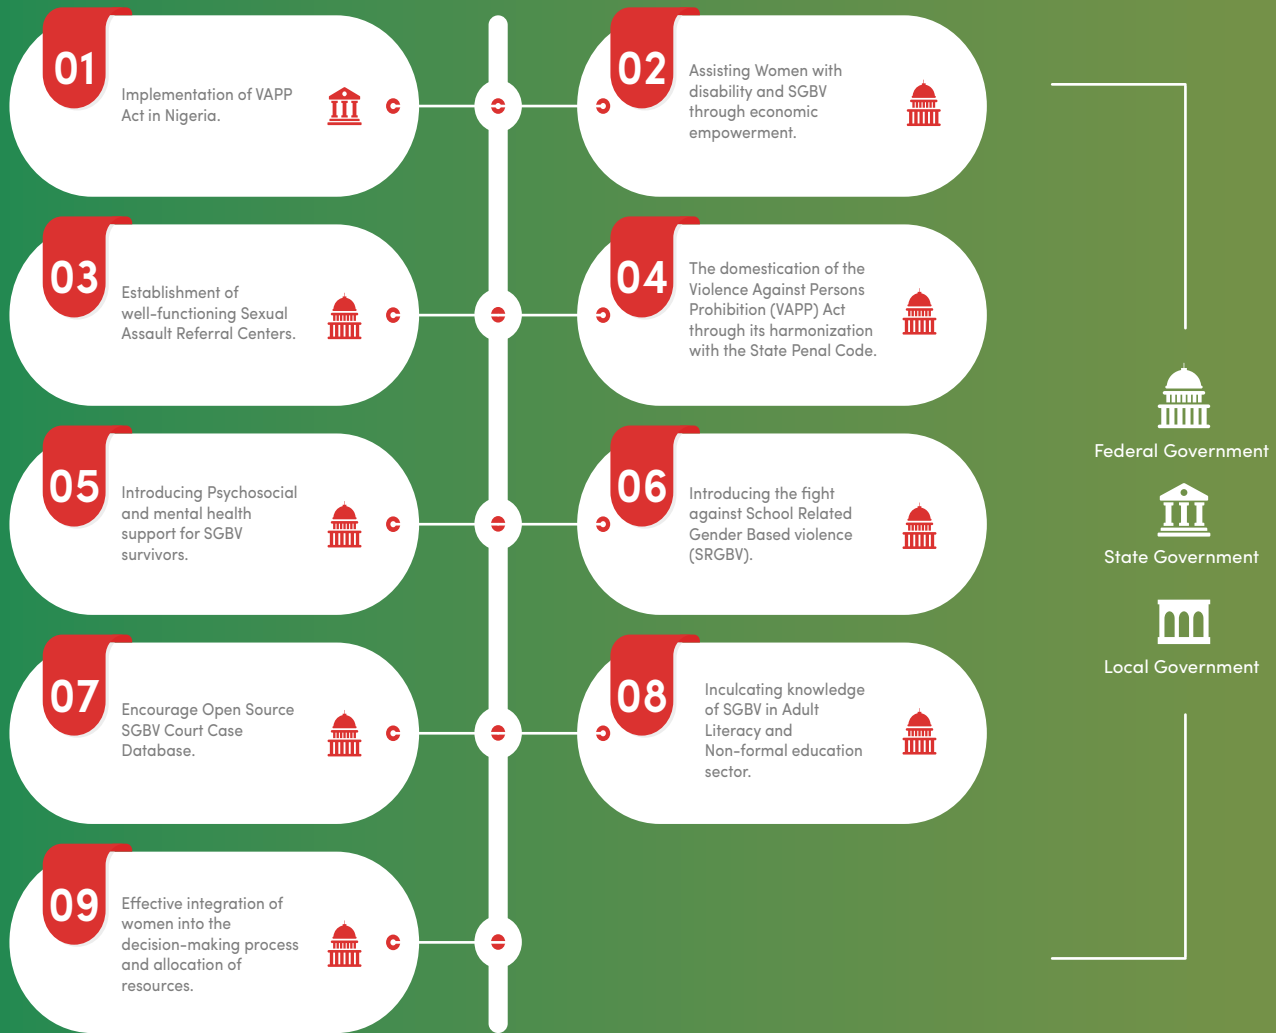 01
Implementation of VAPP
Act in Nigeria.
02
Assisting Women with
disability and SGBV
through economic
empowerment.
03
Establishment of
well-functioning Sexual
Assault Referral Centers.
04
The domestication of the
Violence Against Persons
Prohibition (VAPP) Act
through its harmonization
with the State Penal Code.
05
Introducing Psychosocial
and mental health
support for SGBV
survivors.
06
Introducing the fight
against School Related
Gender Based violence
(SRGBV).
07
Encourage Open Source
SGBV Court Case
Database.
08
Inculcating knowledge
of SGBV in Adult
Literacy and
Non-formal education
sector.
09
Effective integration of
women into the
decision-making process
and allocation of
resources.
Federal Government
State Government
Local Government